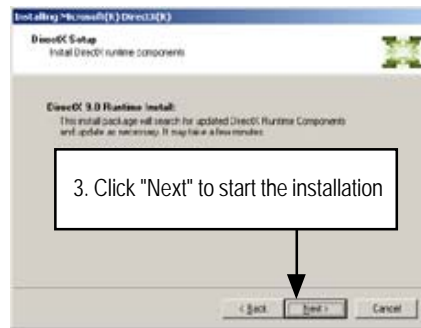 Installing Microsoft(R) DirectX(R)
DirectX Setup
Install DirectX runtime components
DirectX 9.0 Runtime Install:
This install package will search for updated DirectX Runtime Components
and update as necessary. It may take a few minutes.
3. Click "Next" to start the installation
< Back
Next >
Cancel